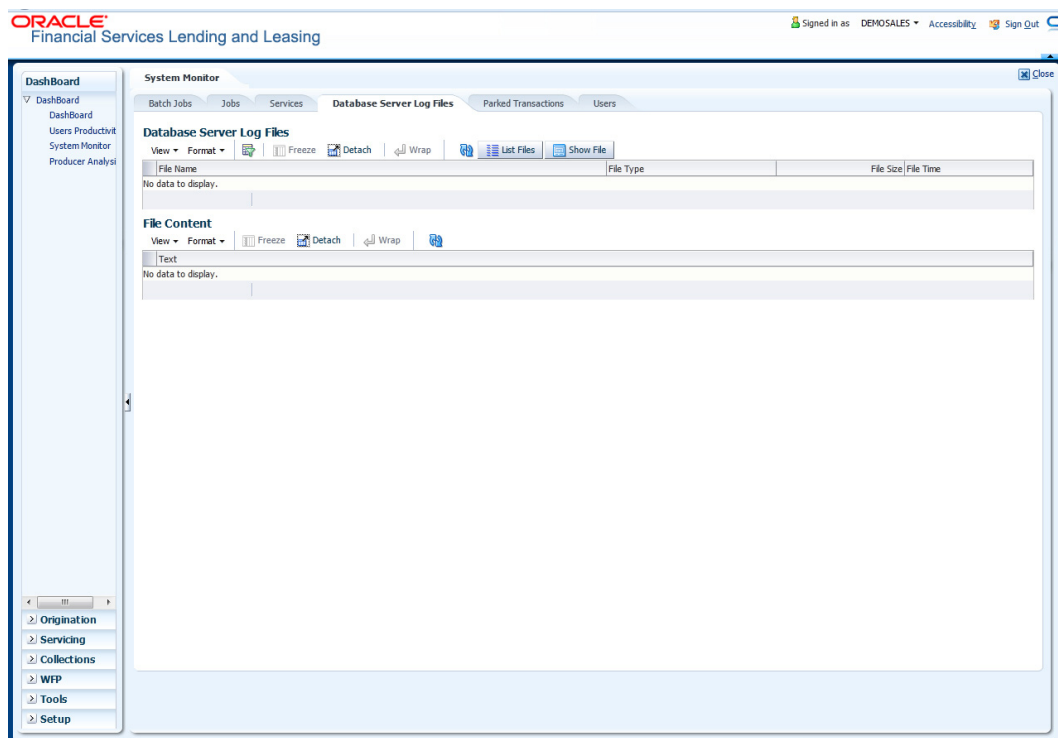 ORACLE®
Financial Services Lending and Leasing
Signed in as DEMOSALES Accessibility Sign Out
DashBoard
DashBoard
DashBoard
Users Productivit
System Monitor
Producer Analysi
Origination
Servicing
Collections
WFP
Tools
Setup
System Monitor
Close
Batch Jobs Jobs Services Database Server Log Files Parked Transactions Users
Database Server Log Files
View Format Freeze Detach Wrap List Files Show File
File Name File Type File Size File Time
No data to display.
File Content
View Format Freeze Detach Wrap
Text
No data to display.